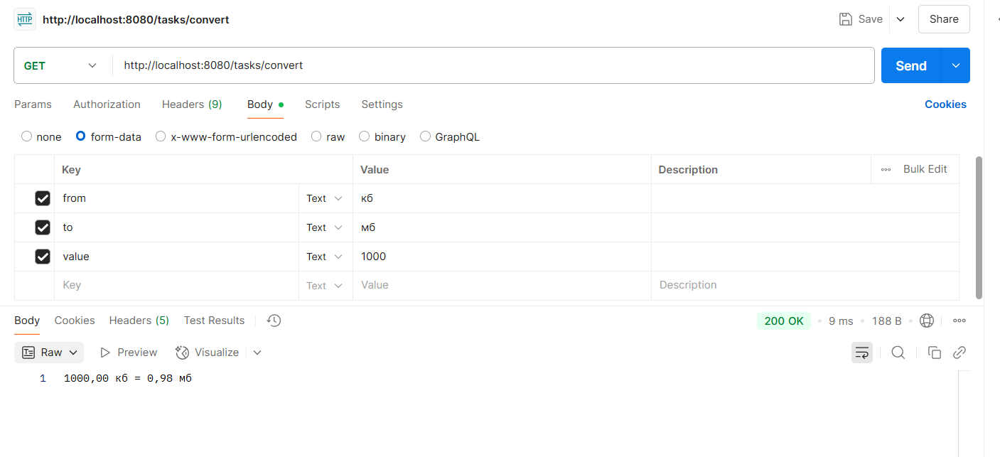 HTTP http://localhost:8080/tasks/convert Save Share
GET http://localhost:8080/tasks/convert Send
Params Authorization Headers (9) Body Scripts Settings Cookies
none form-data x-www-form-urlencoded raw binary GraphQL
Key Value Description Bulk Edit
from Text кб
to Text мб
value Text 1000
Key Text Value Description
Body Cookies Headers (5) Test Results 200 OK 9 ms 188 B
Raw Preview Visualize
1 1000,00 кб = 0,98 мб